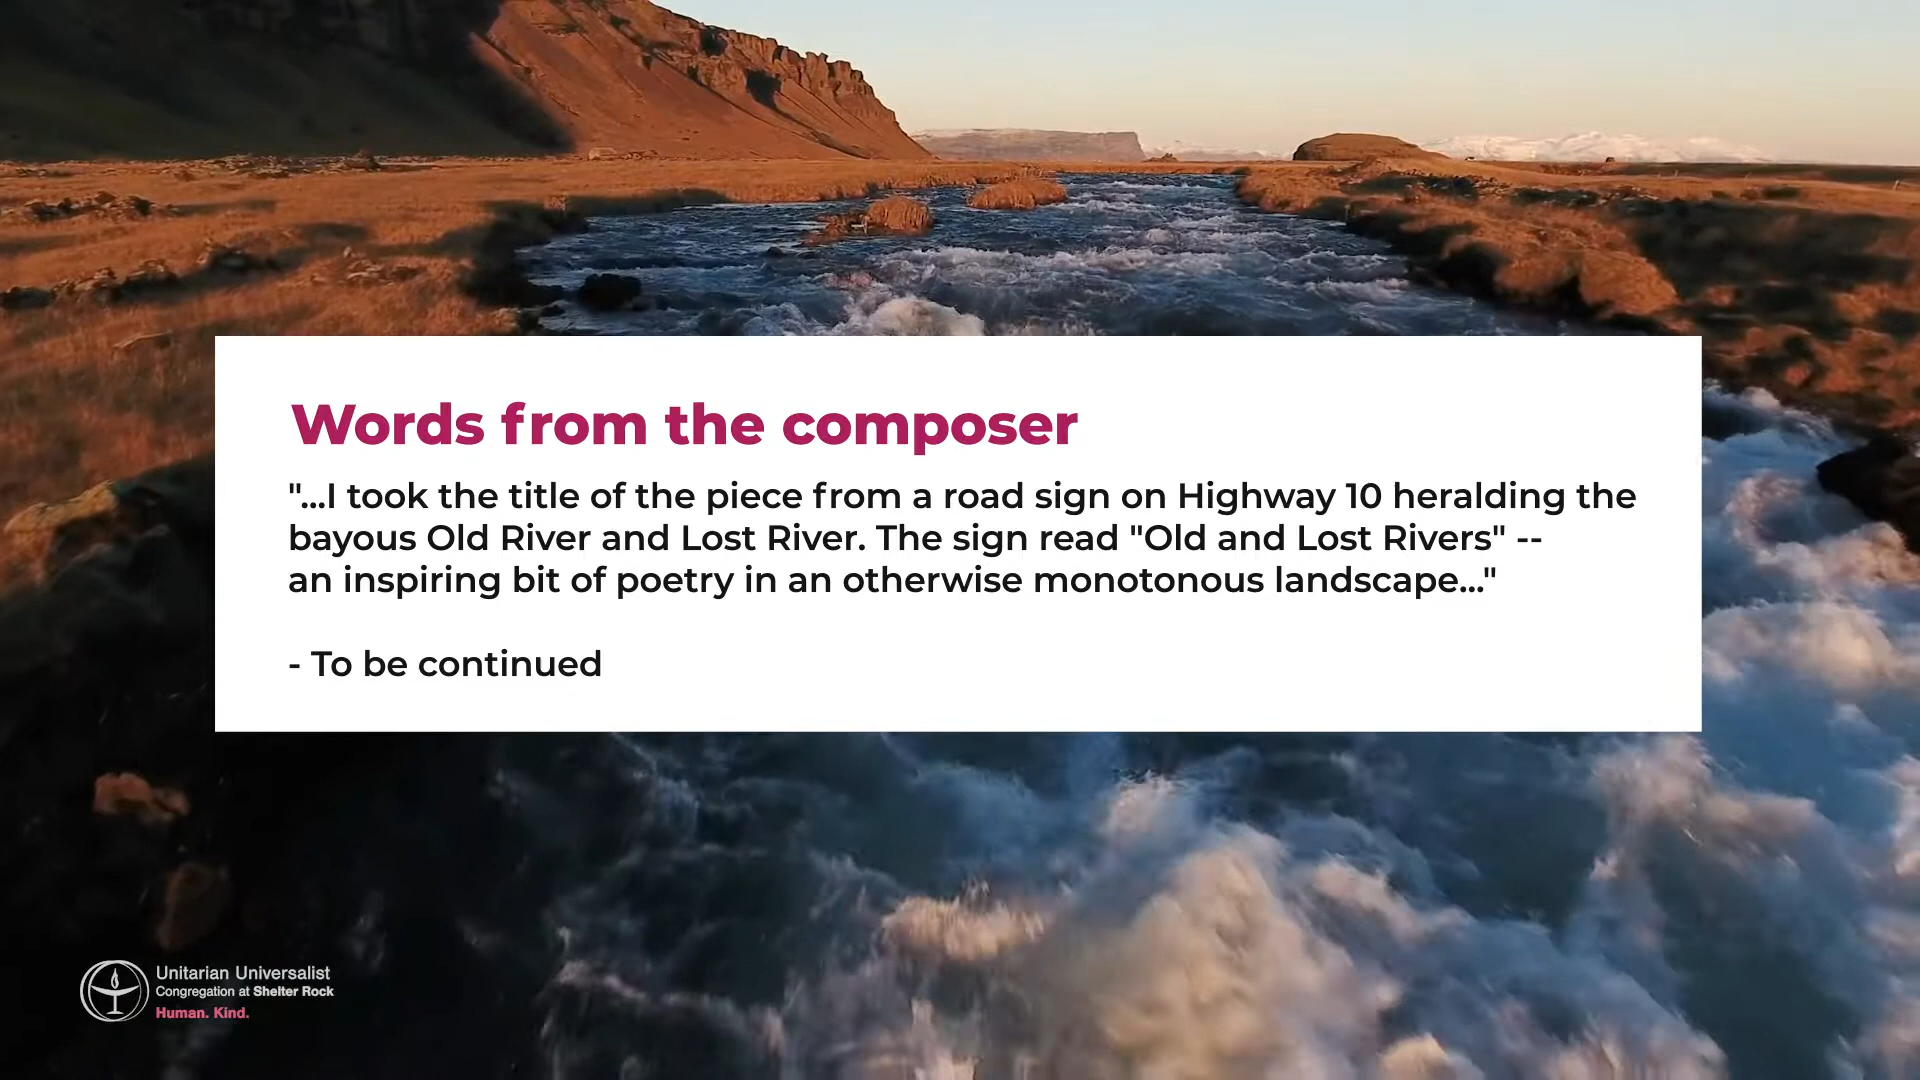 Words from the composer
"...I took the title of the piece from a road sign on Highway 10 heralding the
bayous Old River and Lost River. The sign read "Old and Lost Rivers" --
an inspiring bit of poetry in an otherwise monotonous landscape..."
- To be continued
Unitarian Universalist
Congregation at Shelter Rock
Human. Kind.